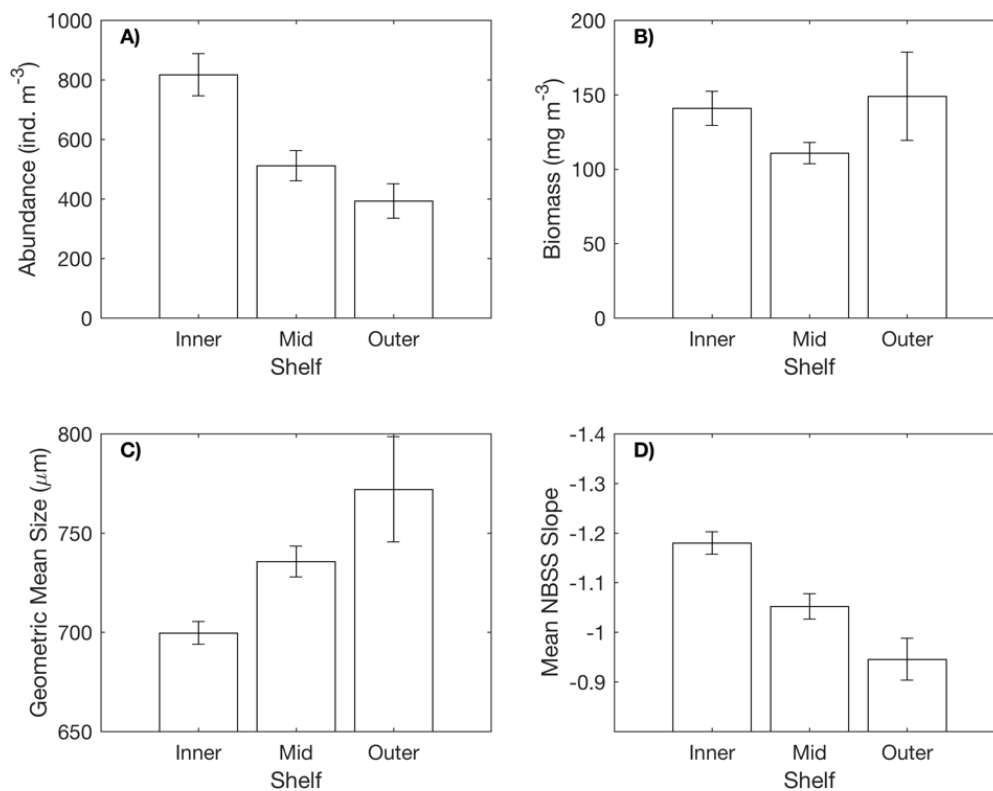 A)
Abundance (ind. m⁻³)
1000
800
600
400
200
0
Inner Mid Outer
Shelf
B)
Biomass (mg m⁻³)
200
150
100
50
0
Inner Mid Outer
Shelf
C)
Geometric Mean Size (μm)
800
750
700
650
Inner Mid Outer
Shelf
D)
Mean NBSS Slope
-1.4
-1.3
-1.2
-1.1
-1
-0.9
Inner Mid Outer
Shelf